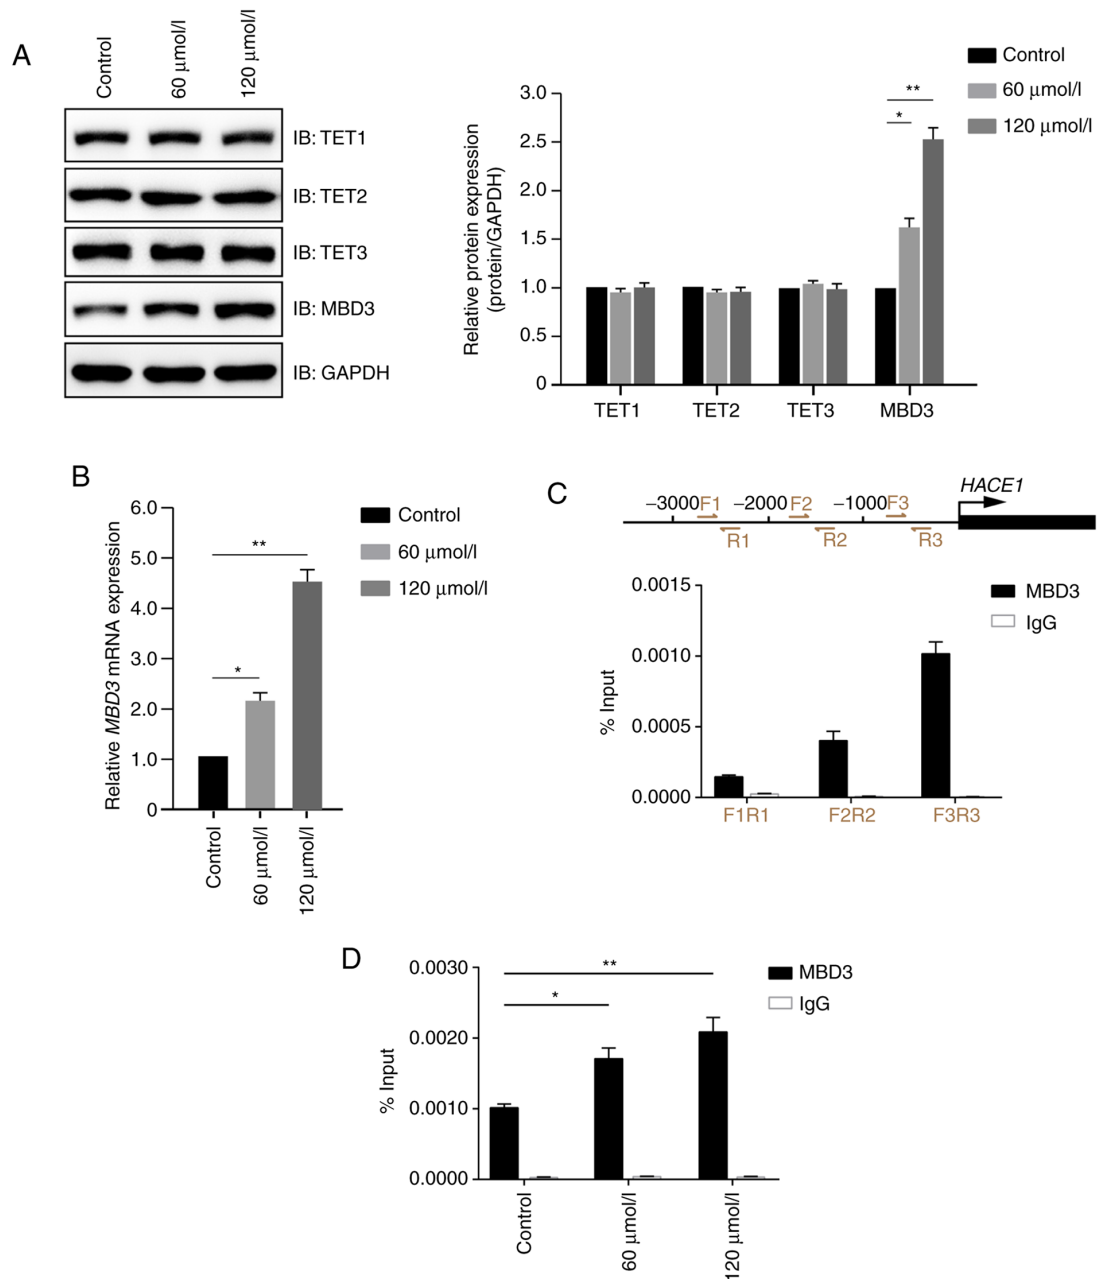 A
Control
60 μmol/l
120 μmol/l
IB: TET1
IB: TET2
IB: TET3
IB: MBD3
IB: GAPDH
Relative protein expression
(protein/GAPDH)
3.0
2.5
2.0
1.5
1.0
0.5
0
**
*
TET1
TET2
TET3
MBD3
Control
60 μmol/l
120 μmol/l
B
Relative MBD3 mRNA expression
6.0
5.0
4.0
3.0
2.0
1.0
0
**
*
Control
60 μmol/l
120 μmol/l
Control
60 μmol/l
120 μmol/l
C
HACE1
−3000 F1 −2000 F2 −1000 F3
R1 R2 R3
% Input
0.0015
0.0010
0.0005
0.0000
MBD3
IgG
F1R1
F2R2
F3R3
D
% Input
0.0030
0.0020
0.0010
0.0000
**
*
MBD3
IgG
Control
60 μmol/l
120 μmol/l